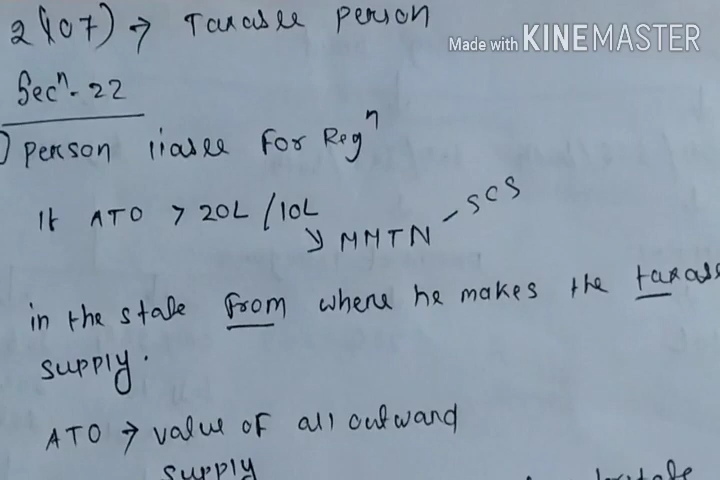 2(107) → Taxable person
Made with KINEMASTER
Secⁿ - 22
) person liable for Regⁿ
If ATO > 20L / 10L
↘ MMTN - SCS
in the state from where he makes the taxable
supply.
ATO → value of all outward
supply